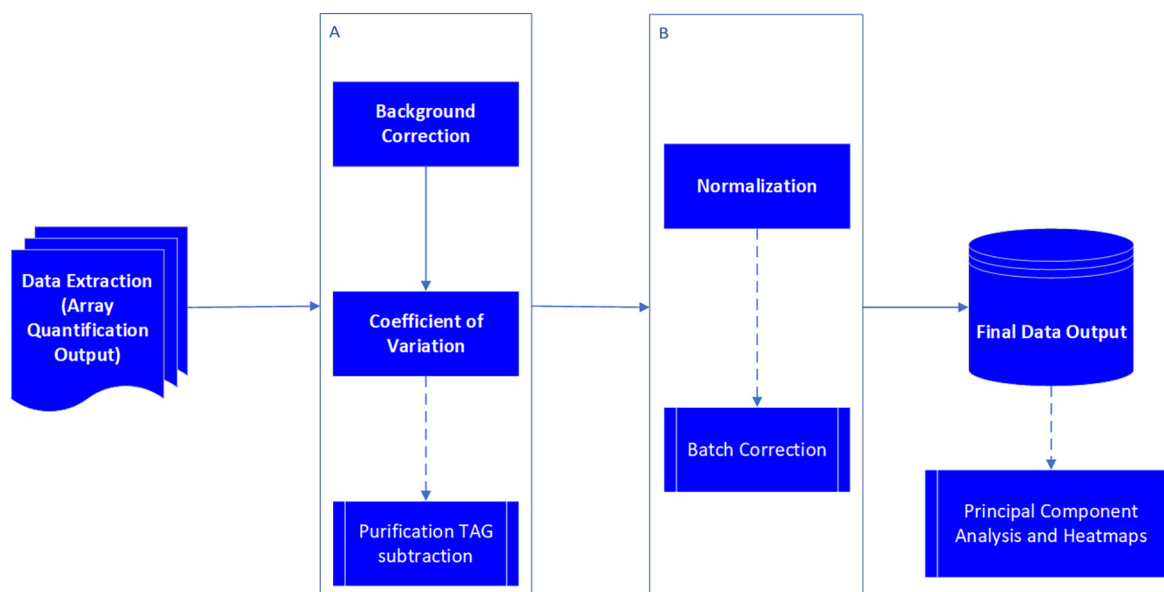 A
Background
Correction
Coefficient of
Variation
Purification TAG
subtraction
B
Normalization
Batch Correction
Data Extraction
(Array
Quantification
Output)
Final Data Output
Principal Component
Analysis and Heatmaps